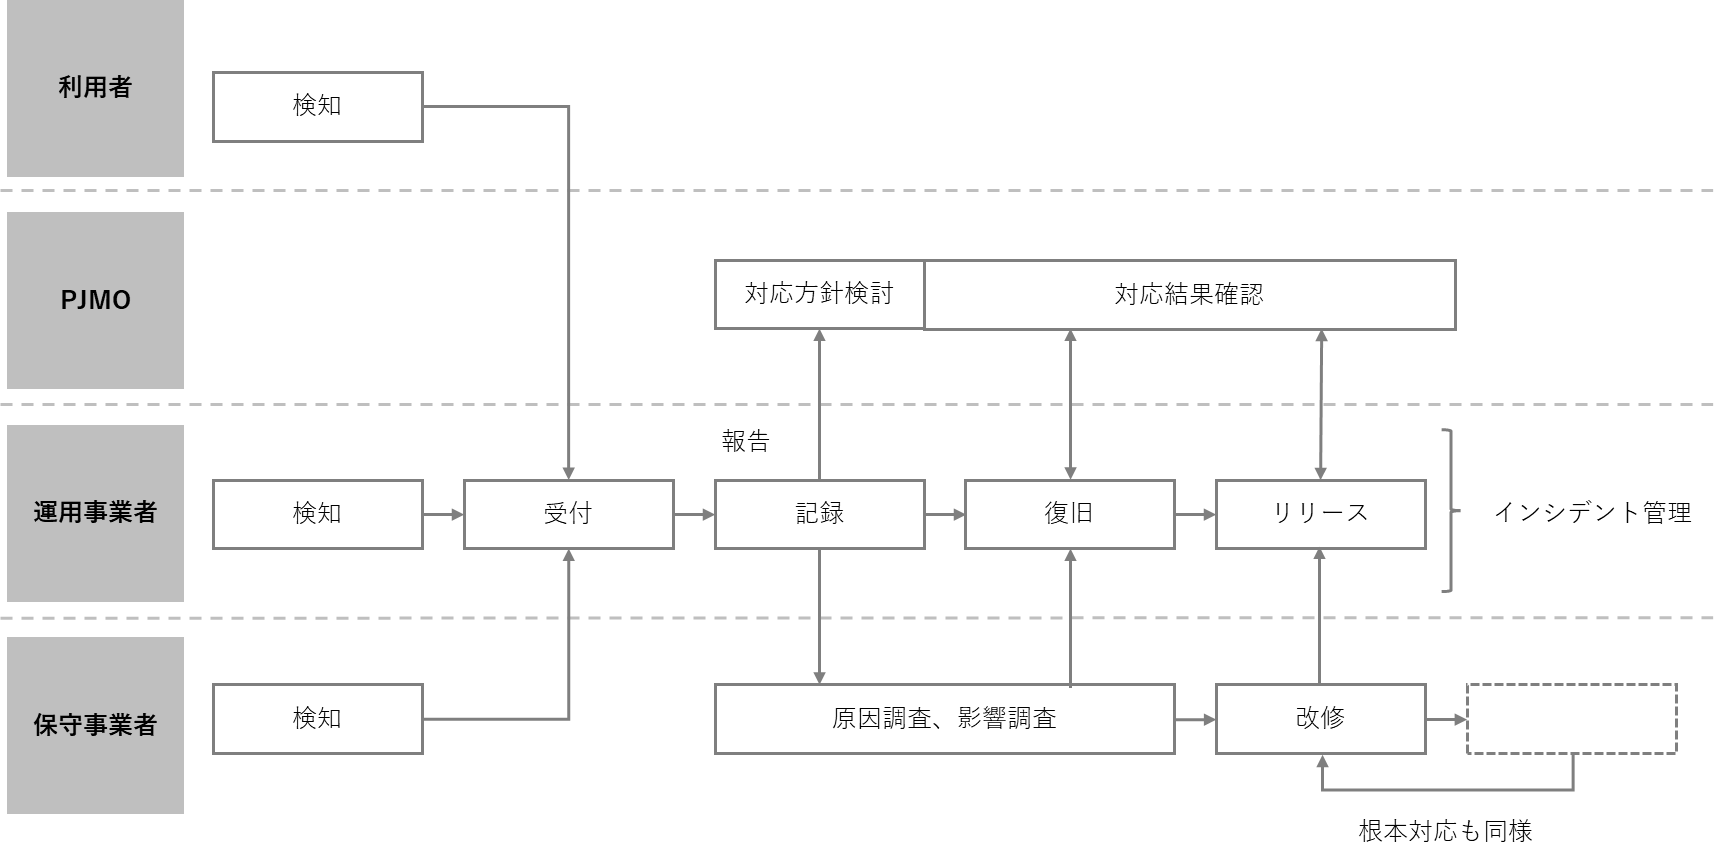 利用者
検知
PJMO
対応方針検討
対応結果確認
報告
運用事業者
検知
受付
記録
復旧
リリース
インシデント管理
保守事業者
検知
原因調査、影響調査
改修
根本対応も同様